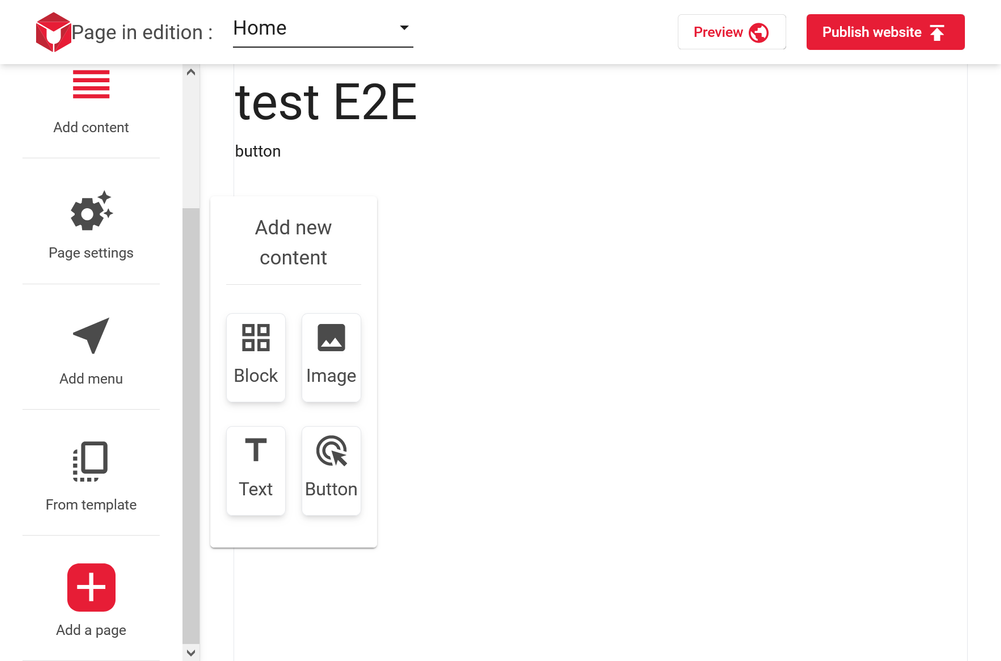 Page in edition :
Home
Preview
Publish website
Add content
Page settings
Add menu
From template
Add a page
test E2E
button
Add new
content
Block
Image
Text
Button